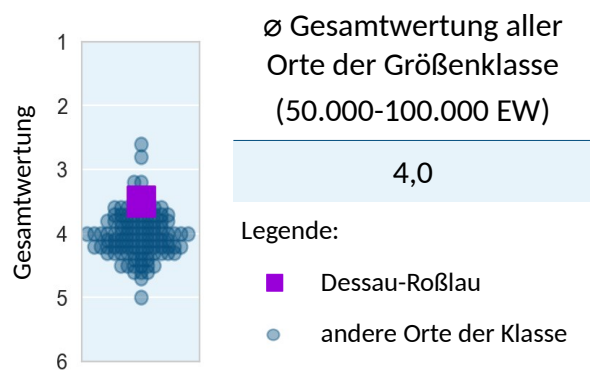 Gesamtwertung
1
2
3
4
5
6
⌀ Gesamtwertung aller
Orte der Größenklasse
(50.000-100.000 EW)
4,0
Legende:
Dessau-Roßlau
andere Orte der Klasse